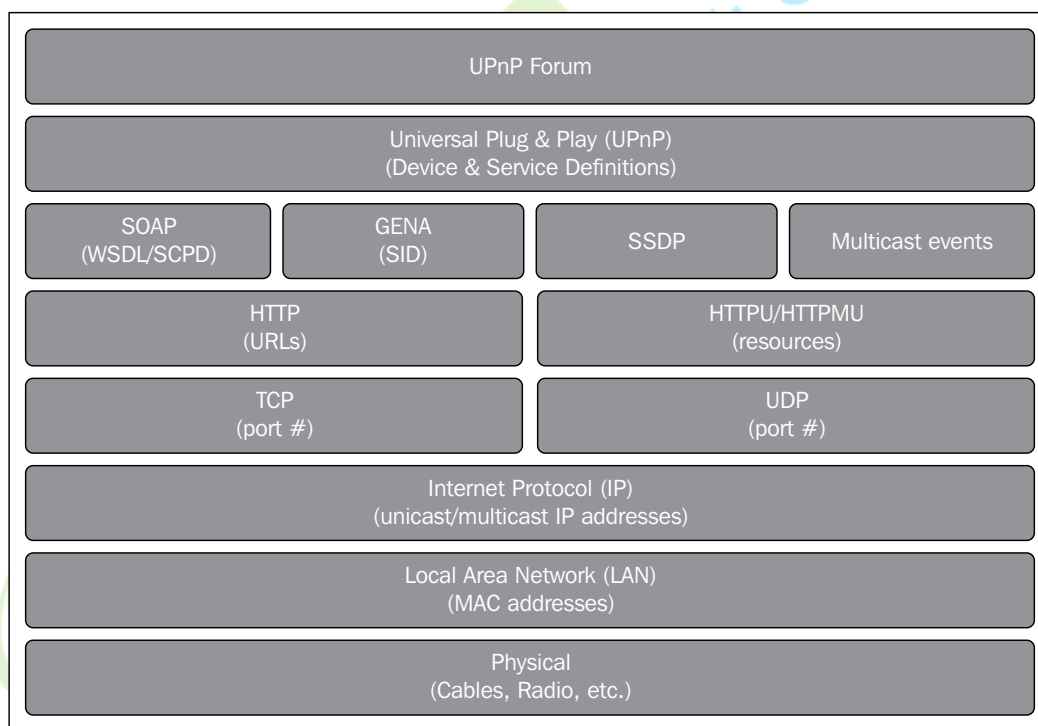 UPnP Forum
Universal Plug & Play (UPnP)
(Device & Service Definitions)
SOAP
(WSDL/SCPD)
GENA
(SID)
SSDP
Multicast events
HTTP
(URLs)
HTTPU/HTTPMU
(resources)
TCP
(port #)
UDP
(port #)
Internet Protocol (IP)
(unicast/multicast IP addresses)
Local Area Network (LAN)
(MAC addresses)
Physical
(Cables, Radio, etc.)